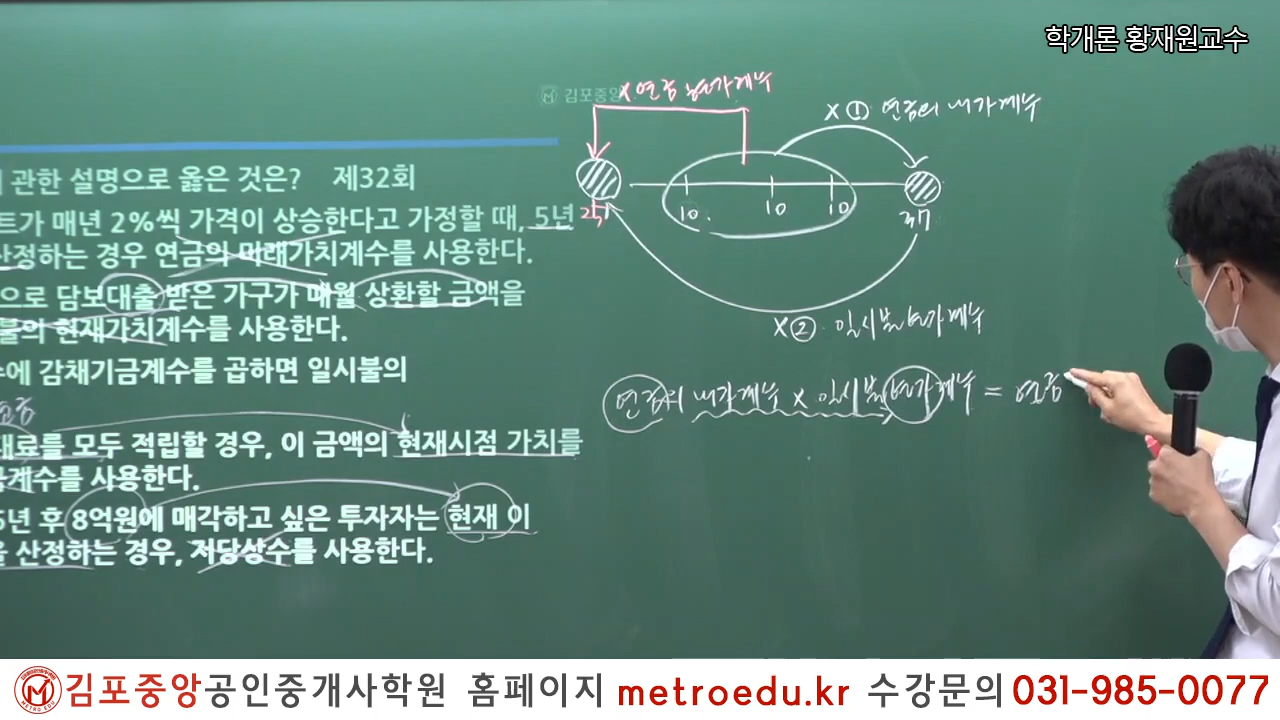 학개론 황재원교수
김포중앙
X 연금 현가계수
X ① 연금의 내가계수
10. 10 10
25,
37
X② 일시불 현가계수
연금의 내가계수 x 일시불 현가계수 = 연금
관한 설명으로 옳은 것은? 제32회
트가 매년 2%씩 가격이 상승한다고 가정할 때, 5년
산정하는 경우 연금의 미래가치계수를 사용한다.
으로 담보대출 받은 가구가 매월 상환할 금액을
불의 현재가치계수를 사용한다.
수에 감채기금계수를 곱하면 일시불의
대료를 모두 적립할 경우, 이 금액의 현재시점 가치를
금계수를 사용한다.
5년 후 8억원에 매각하고 싶은 투자자는 현재 이
을 산정하는 경우, 저당상수를 사용한다.
METRO EDU
김포중앙공인중개사학원 홈페이지 metroedu.kr 수강문의 031-985-0077